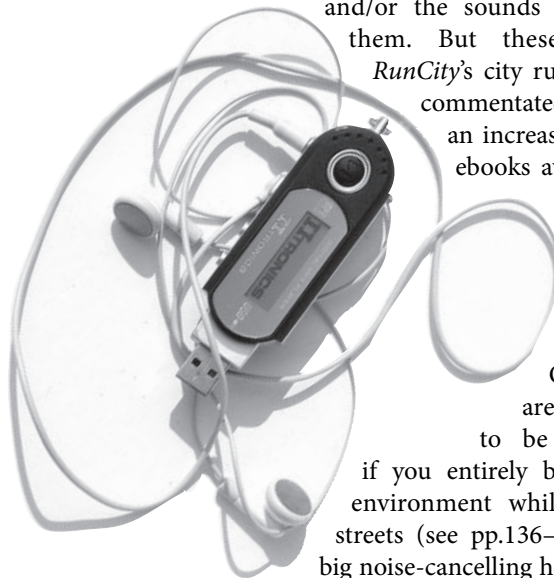 and/or the sounds
them. But these
RunCity's city ru
commentate
an increas
ebooks a
TRONICS
are
to be
if you entirely b
environment whil
streets (see pp.136–
big noise-cancelling h